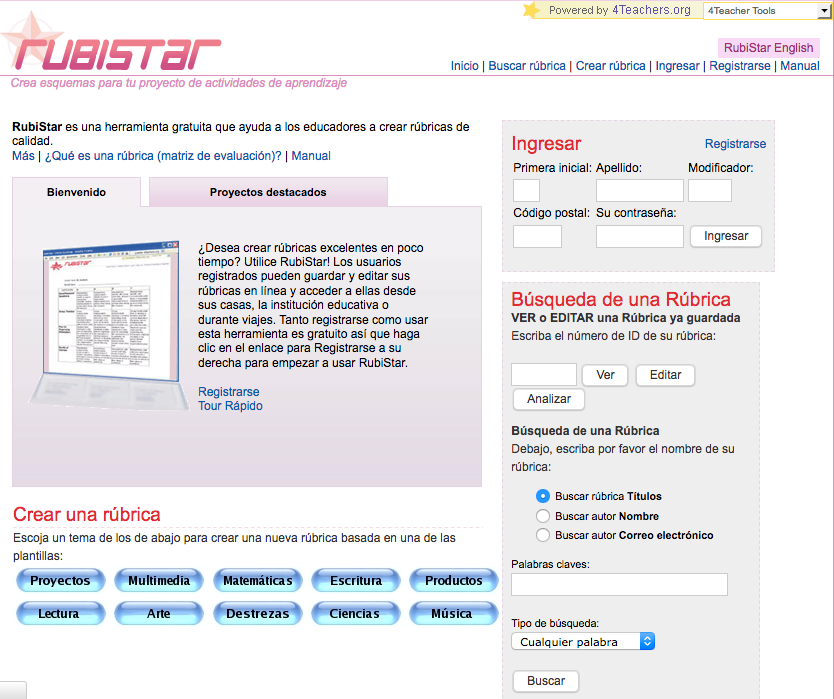 Powered by 4Teachers.org
4Teacher Tools
RUBISTAR
RubiStar English
Inicio | Buscar rúbrica | Crear rúbrica | Ingresar | Registrarse | Manual
Crea esquemas para tu proyecto de actividades de aprendizaje
RubiStar es una herramienta gratuita que ayuda a los educadores a crear rúbricas de
calidad.
Más | ¿Qué es una rúbrica (matriz de evaluación)? | Manual
Bienvenido
Proyectos destacados
RUBISTAR
¿Desea crear rúbricas excelentes en poco
tiempo? Utilice RubiStar! Los usuarios
registrados pueden guardar y editar sus
rúbricas en línea y acceder a ellas desde
sus casas, la institución educativa o
durante viajes. Tanto registrarse como usar
esta herramienta es gratuito así que haga
clic en el enlace para Registrarse a su
derecha para empezar a usar RubiStar.
Registrarse
Tour Rápido
Crear una rúbrica
Escoja un tema de los de abajo para crear una nueva rúbrica basada en una de las
plantillas:
Proyectos Multimedia Matemáticas Escritura Productos
Lectura Arte Destrezas Ciencias Música
Ingresar
Registrarse
Primera inicial: Apellido: Modificador:
Código postal: Su contraseña:
Ingresar
Búsqueda de una Rúbrica
VER o EDITAR una Rúbrica ya guardada
Escriba el número de ID de su rúbrica:
Ver Editar
Analizar
Búsqueda de una Rúbrica
Debajo, escriba por favor el nombre de su
rúbrica:
Buscar rúbrica Títulos
Buscar autor Nombre
Buscar autor Correo electrónico
Palabras claves:
Tipo de búsqueda:
Cualquier palabra
Buscar